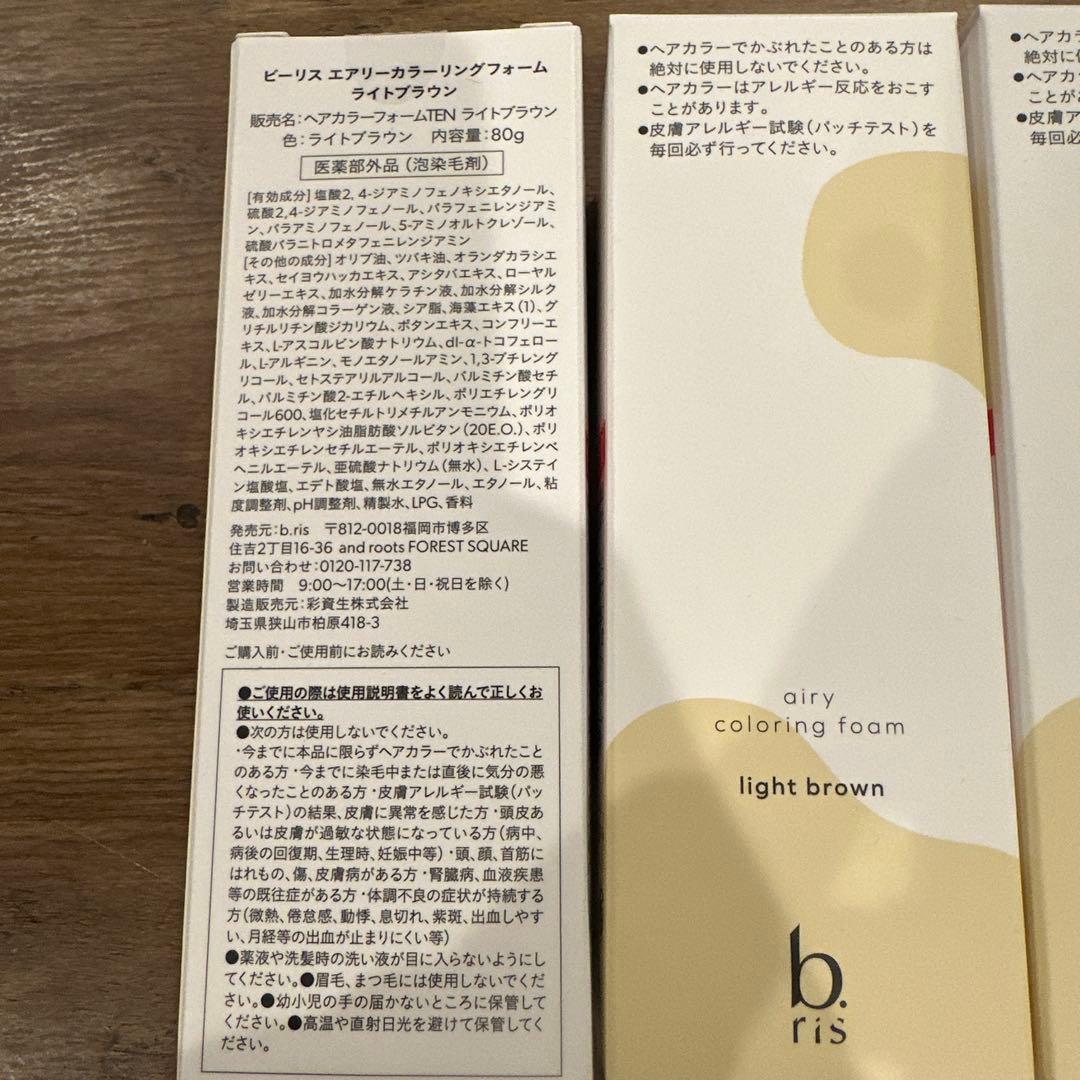 ビーリス エアリーカラーリングフォーム
ライトブラウン
販売名:ヘアカラーフォームTEN ライトブラウン
色:ライトブラウン　内容量:80g
医薬部外品(泡染毛剤)
[有効成分]塩酸2, 4-ジアミノフェノキシエタノール、
硫酸2,4-ジアミノフェノール、パラフェニレンジアミ
ン、パラアミノフェノール、5-アミノオルトクレゾール、
硫酸パラニトロメタフェニレンジアミン
[その他の成分]オリブ油、ツバキ油、オランダカラシエ
キス、セイヨウハッカエキス、アシタバエキス、ローヤル
ゼリーエキス、加水分解ケラチン液、加水分解シルク
液、加水分解コラーゲン液、シア脂、海藻エキス(1)、グ
リチルリチン酸ジカリウム、ボタンエキス、コンフリーエ
キス、L-アスコルビン酸ナトリウム、dl-α-トコフェロー
ル、L-アルギニン、モノエタノールアミン、1,3-ブチレング
リコール、セトステアリルアルコール、パルミチン酸セチ
ル、パルミチン酸2-エチルヘキシル、ポリエチレングリ
コール600、塩化セチルトリメチルアンモニウム、ポリオ
キシエチレンヤシ油脂肪酸ソルビタン(20E.O.)、ポリ
オキシエチレンセチルエーテル、ポリオキシエチレンベ
ヘニルエーテル、亜硫酸ナトリウム(無水)、L-システイ
ン塩酸塩、エデト酸塩、無水エタノール、エタノール、粘
度調整剤、pH調整剤、精製水、LPG、香料
発売元:b.ris　〒812-0018福岡市博多区
住吉2丁目16-36 and roots FOREST SQUARE
お問い合わせ:0120-117-738
営業時間　9:00〜17:00(土・日・祝日を除く)
製造販売元:彩資生株式会社
埼玉県狭山市柏原418-3
ご購入前・ご使用前にお読みください
●ご使用の際は使用説明書をよく読んで正しくお
使いください。
●次の方は使用しないでください。
・今までに本品に限らずヘアカラーでかぶれたこと
のある方・今までに染毛中または直後に気分の悪
くなったことのある方・皮膚アレルギー試験(パッ
チテスト)の結果、皮膚に異常を感じた方・頭皮あ
るいは皮膚が過敏な状態になっている方(病中、
病後の回復期、生理時、妊娠中等)・頭、顔、首筋に
はれもの、傷、皮膚病がある方・腎臓病、血液疾患
等の既往症がある方・体調不良の症状が持続する
方(微熱、倦怠感、動悸、息切れ、紫斑、出血しやす
い、月経等の出血が止まりにくい等)
●薬液や洗髪時の洗い液が目に入らないようにし
てください。●眉毛、まつ毛には使用しないでくだ
さい。●幼小児の手の届かないところに保管して
ください。●高温や直射日光を避けて保管してく
ださい。
●ヘアカラーでかぶれたことのある方は
絶対に使用しないでください。
●ヘアカラーはアレルギー反応をおこす
ことがあります。
●皮膚アレルギー試験(パッチテスト)を
毎回必ず行ってください。
airy
coloring foam
light brown
b.
ris
●ヘアカラ
絶対に
●ヘアカ
ことが
●皮膚ア
毎回必